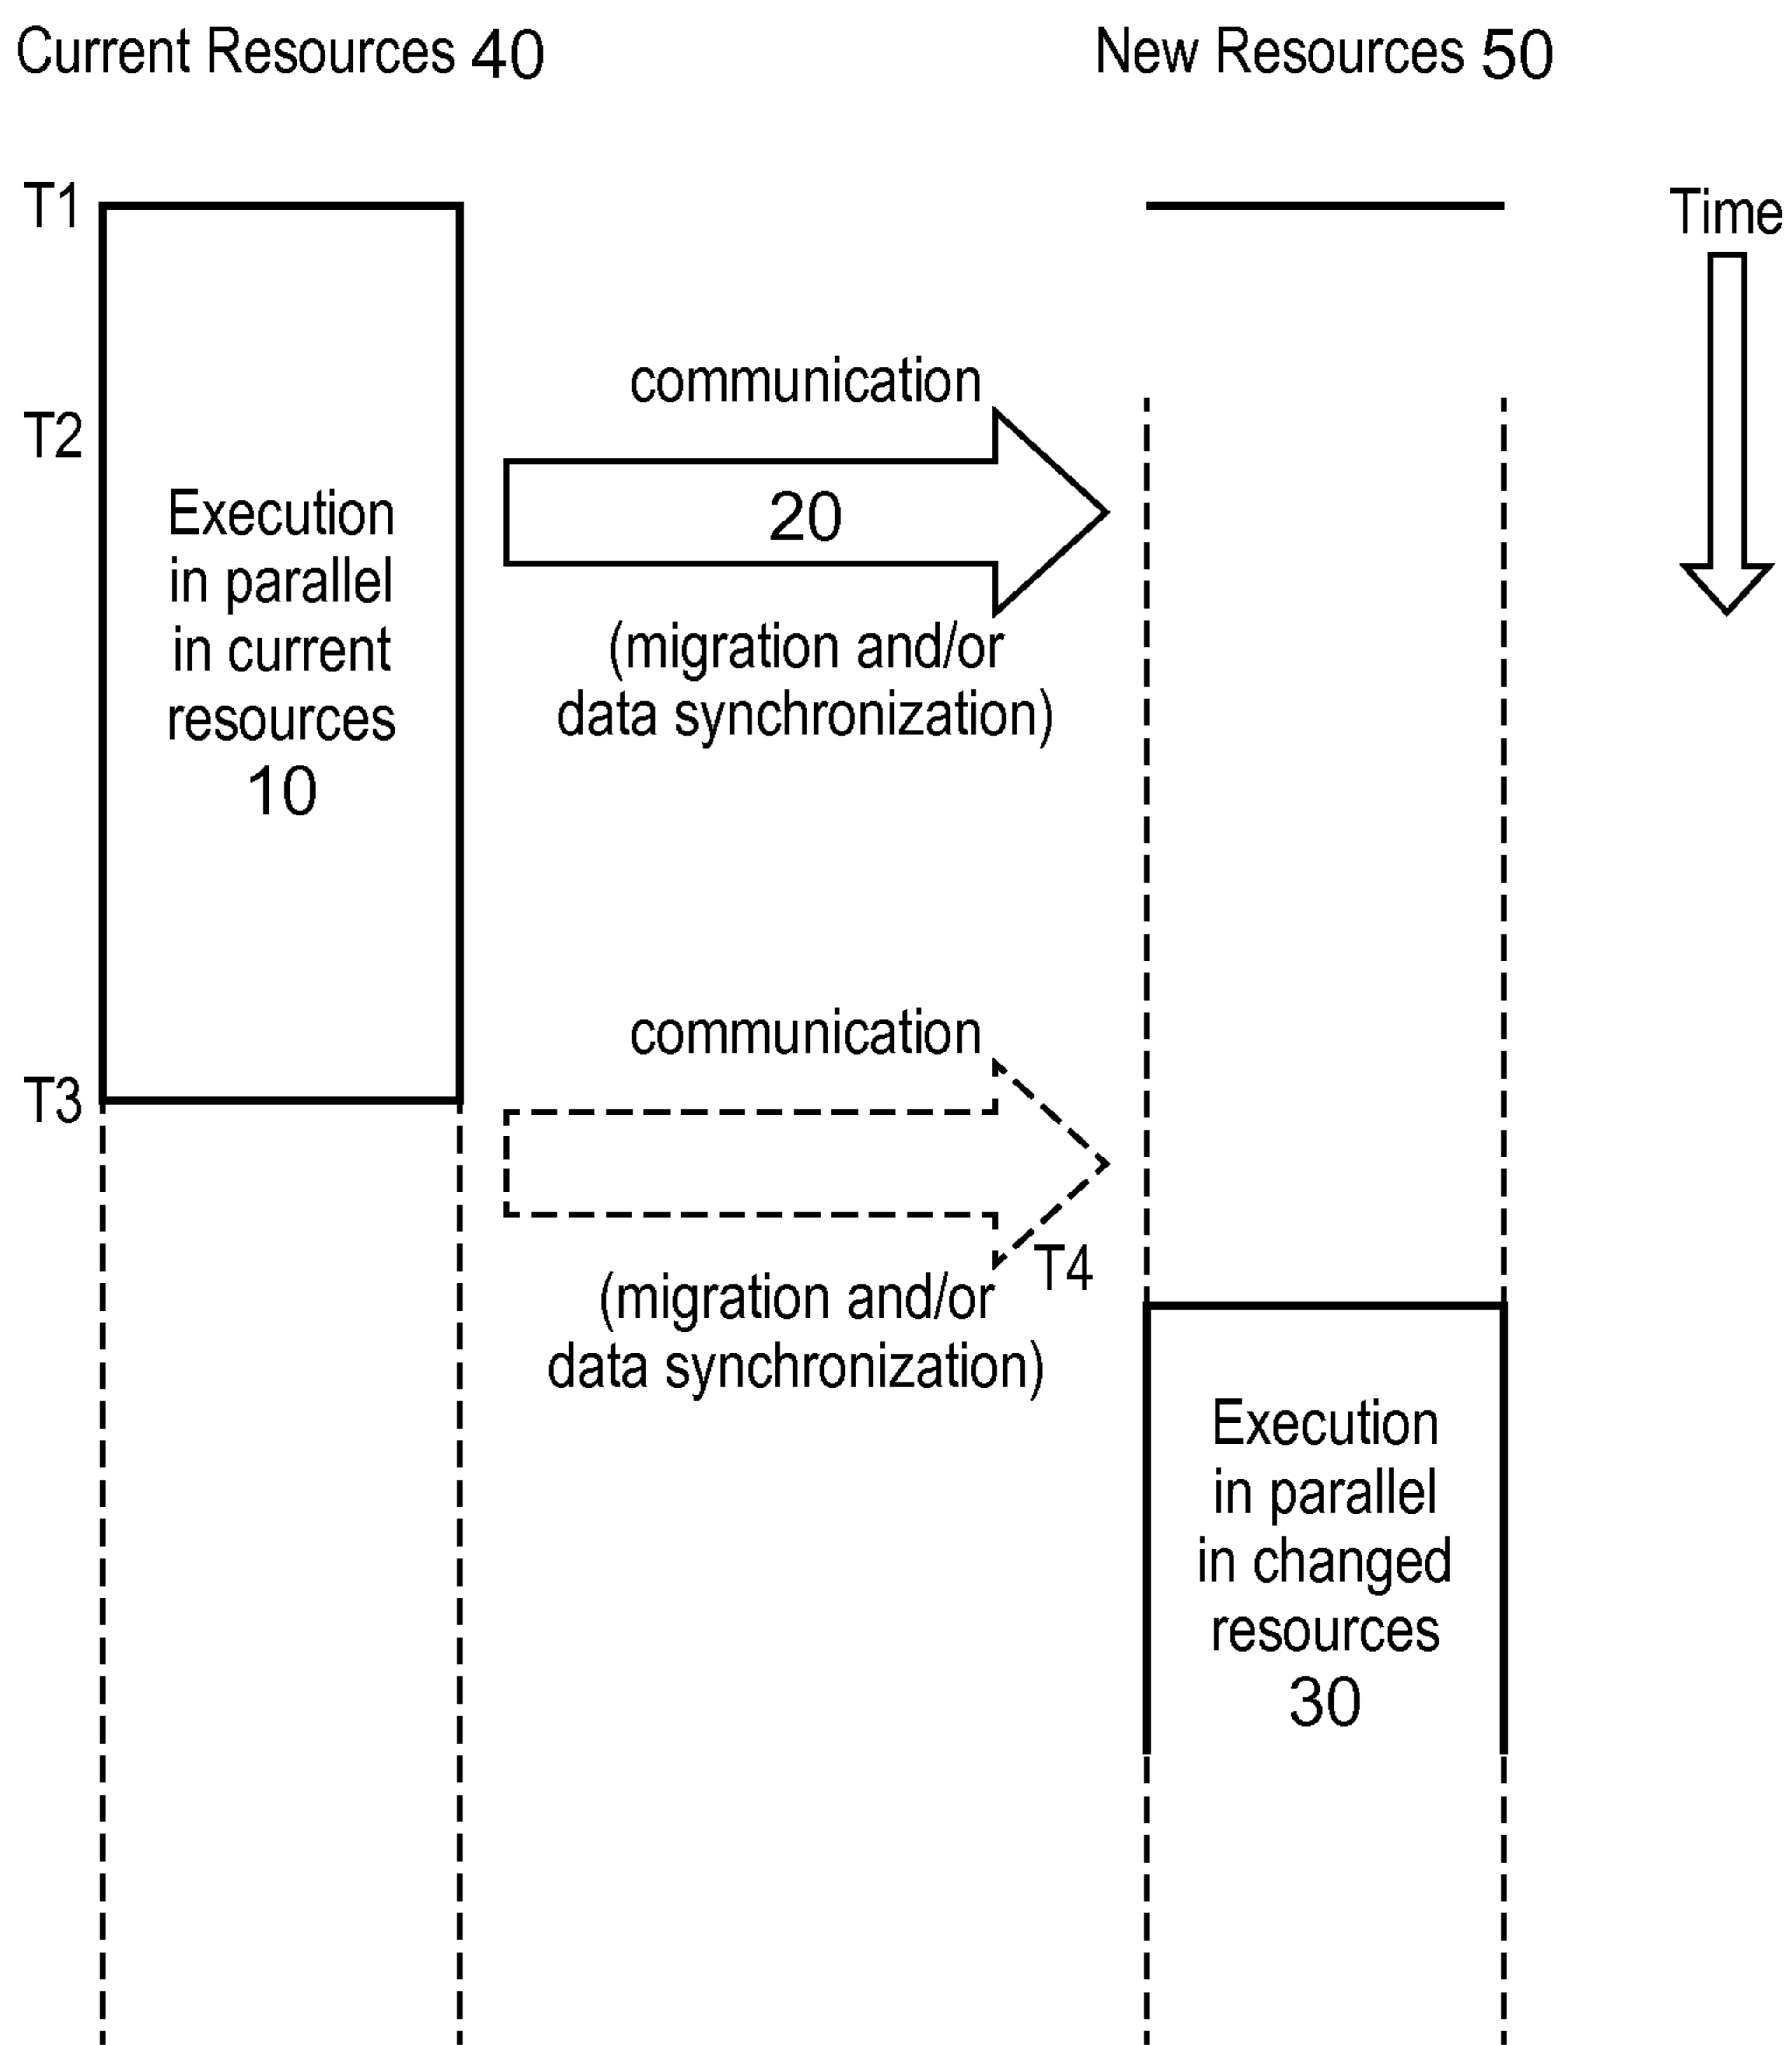 Current Resources 40
New Resources 50
T1
Time
communication
T2
20
Execution
in parallel
in current
resources
10
(migration and/or
data synchronization)
communication
T3
T4
(migration and/or
data synchronization)
Execution
in parallel
in changed
resources
30